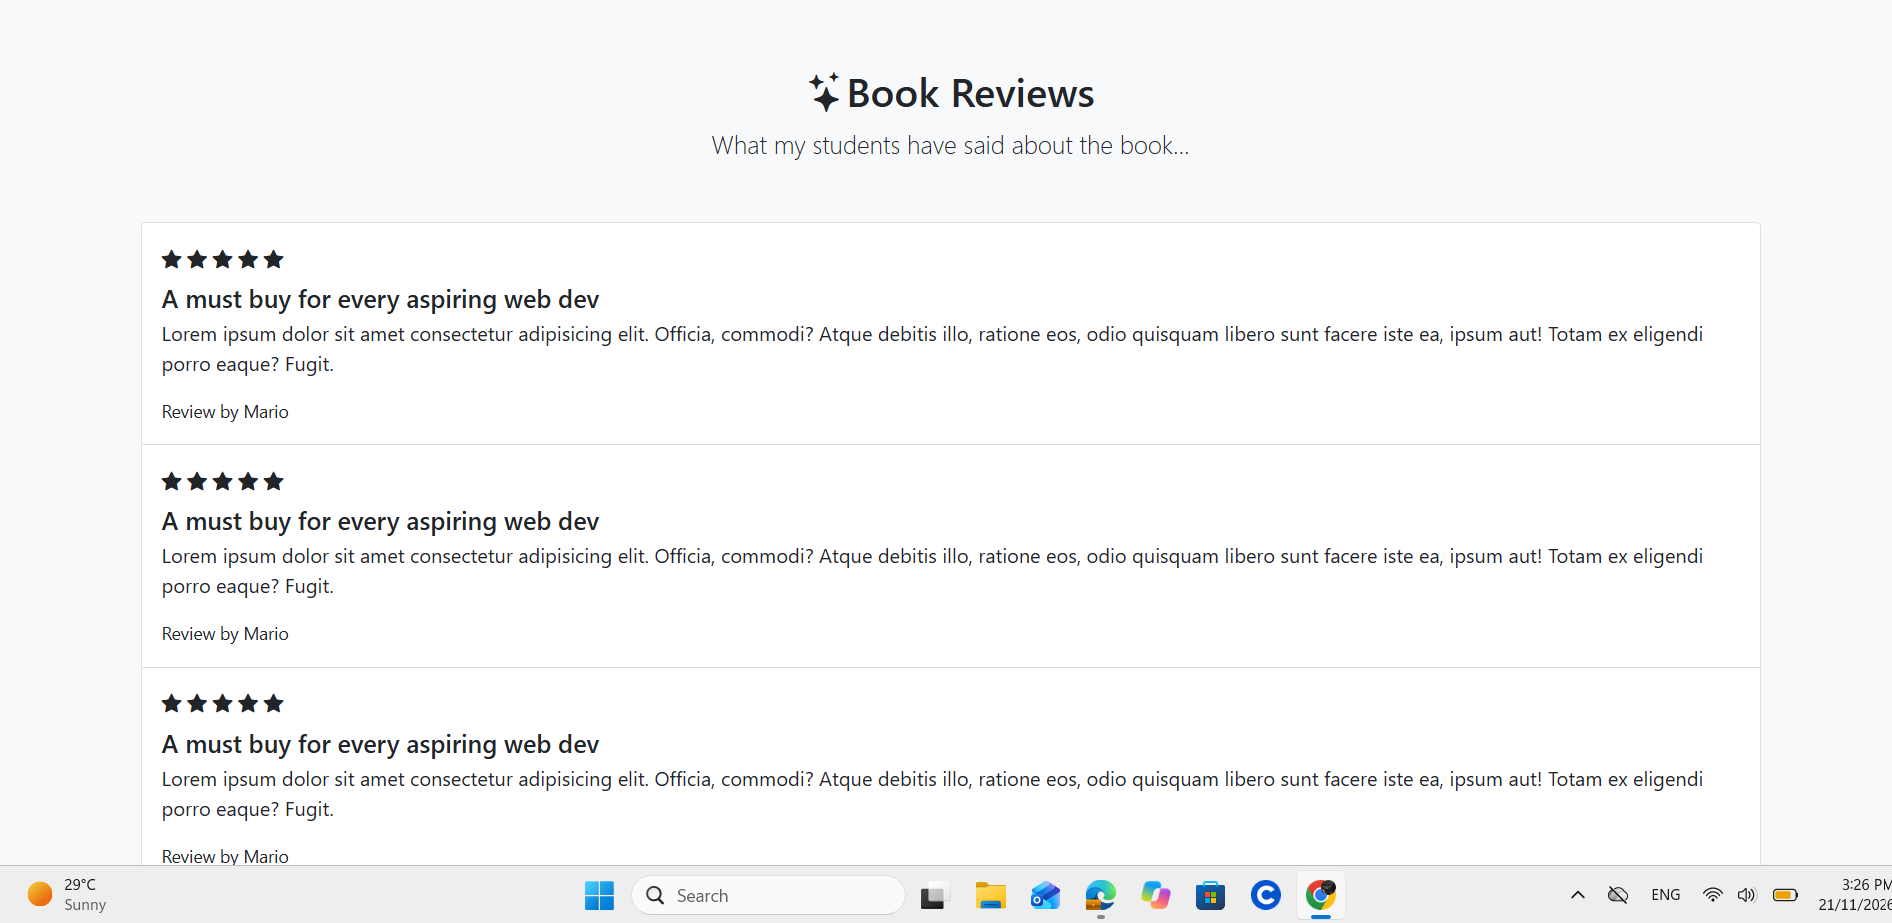 Book Reviews
What my students have said about the book...
A must buy for every aspiring web dev
Lorem ipsum dolor sit amet consectetur adipisicing elit. Officia, commodi? Atque debitis illo, ratione eos, odio quisquam libero sunt facere iste ea, ipsum aut! Totam ex eligendi
porro eaque? Fugit.
Review by Mario
A must buy for every aspiring web dev
Lorem ipsum dolor sit amet consectetur adipisicing elit. Officia, commodi? Atque debitis illo, ratione eos, odio quisquam libero sunt facere iste ea, ipsum aut! Totam ex eligendi
porro eaque? Fugit.
Review by Mario
A must buy for every aspiring web dev
Lorem ipsum dolor sit amet consectetur adipisicing elit. Officia, commodi? Atque debitis illo, ratione eos, odio quisquam libero sunt facere iste ea, ipsum aut! Totam ex eligendi
porro eaque? Fugit.
Review by Mario
29°C
Sunny
Search
ENG
3:26 PM
21/11/2026